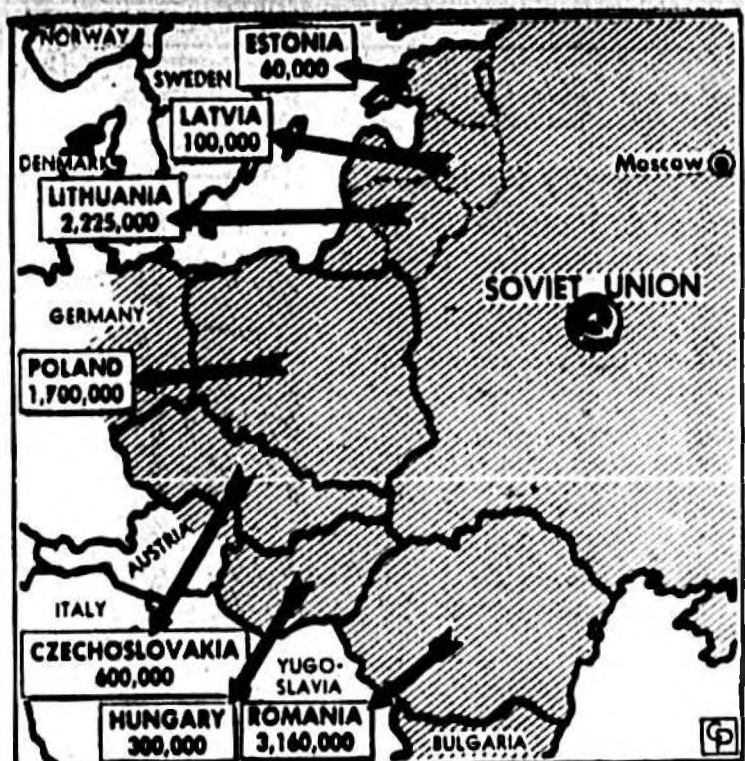 NORWAY
ESTONIA
60,000
SWEDEN
LATVIA
100,000
DENMARK
Moscow
LITHUANIA
2,225,000
SOVIET UNION
GERMANY
POLAND
1,700,000
AUSTRIA
ITALY
CZECHOSLOVAKIA
600,000
YUGO-
SLAVIA
HUNGARY
300,000
ROMANIA
3,160,000
BULGARIA
CP